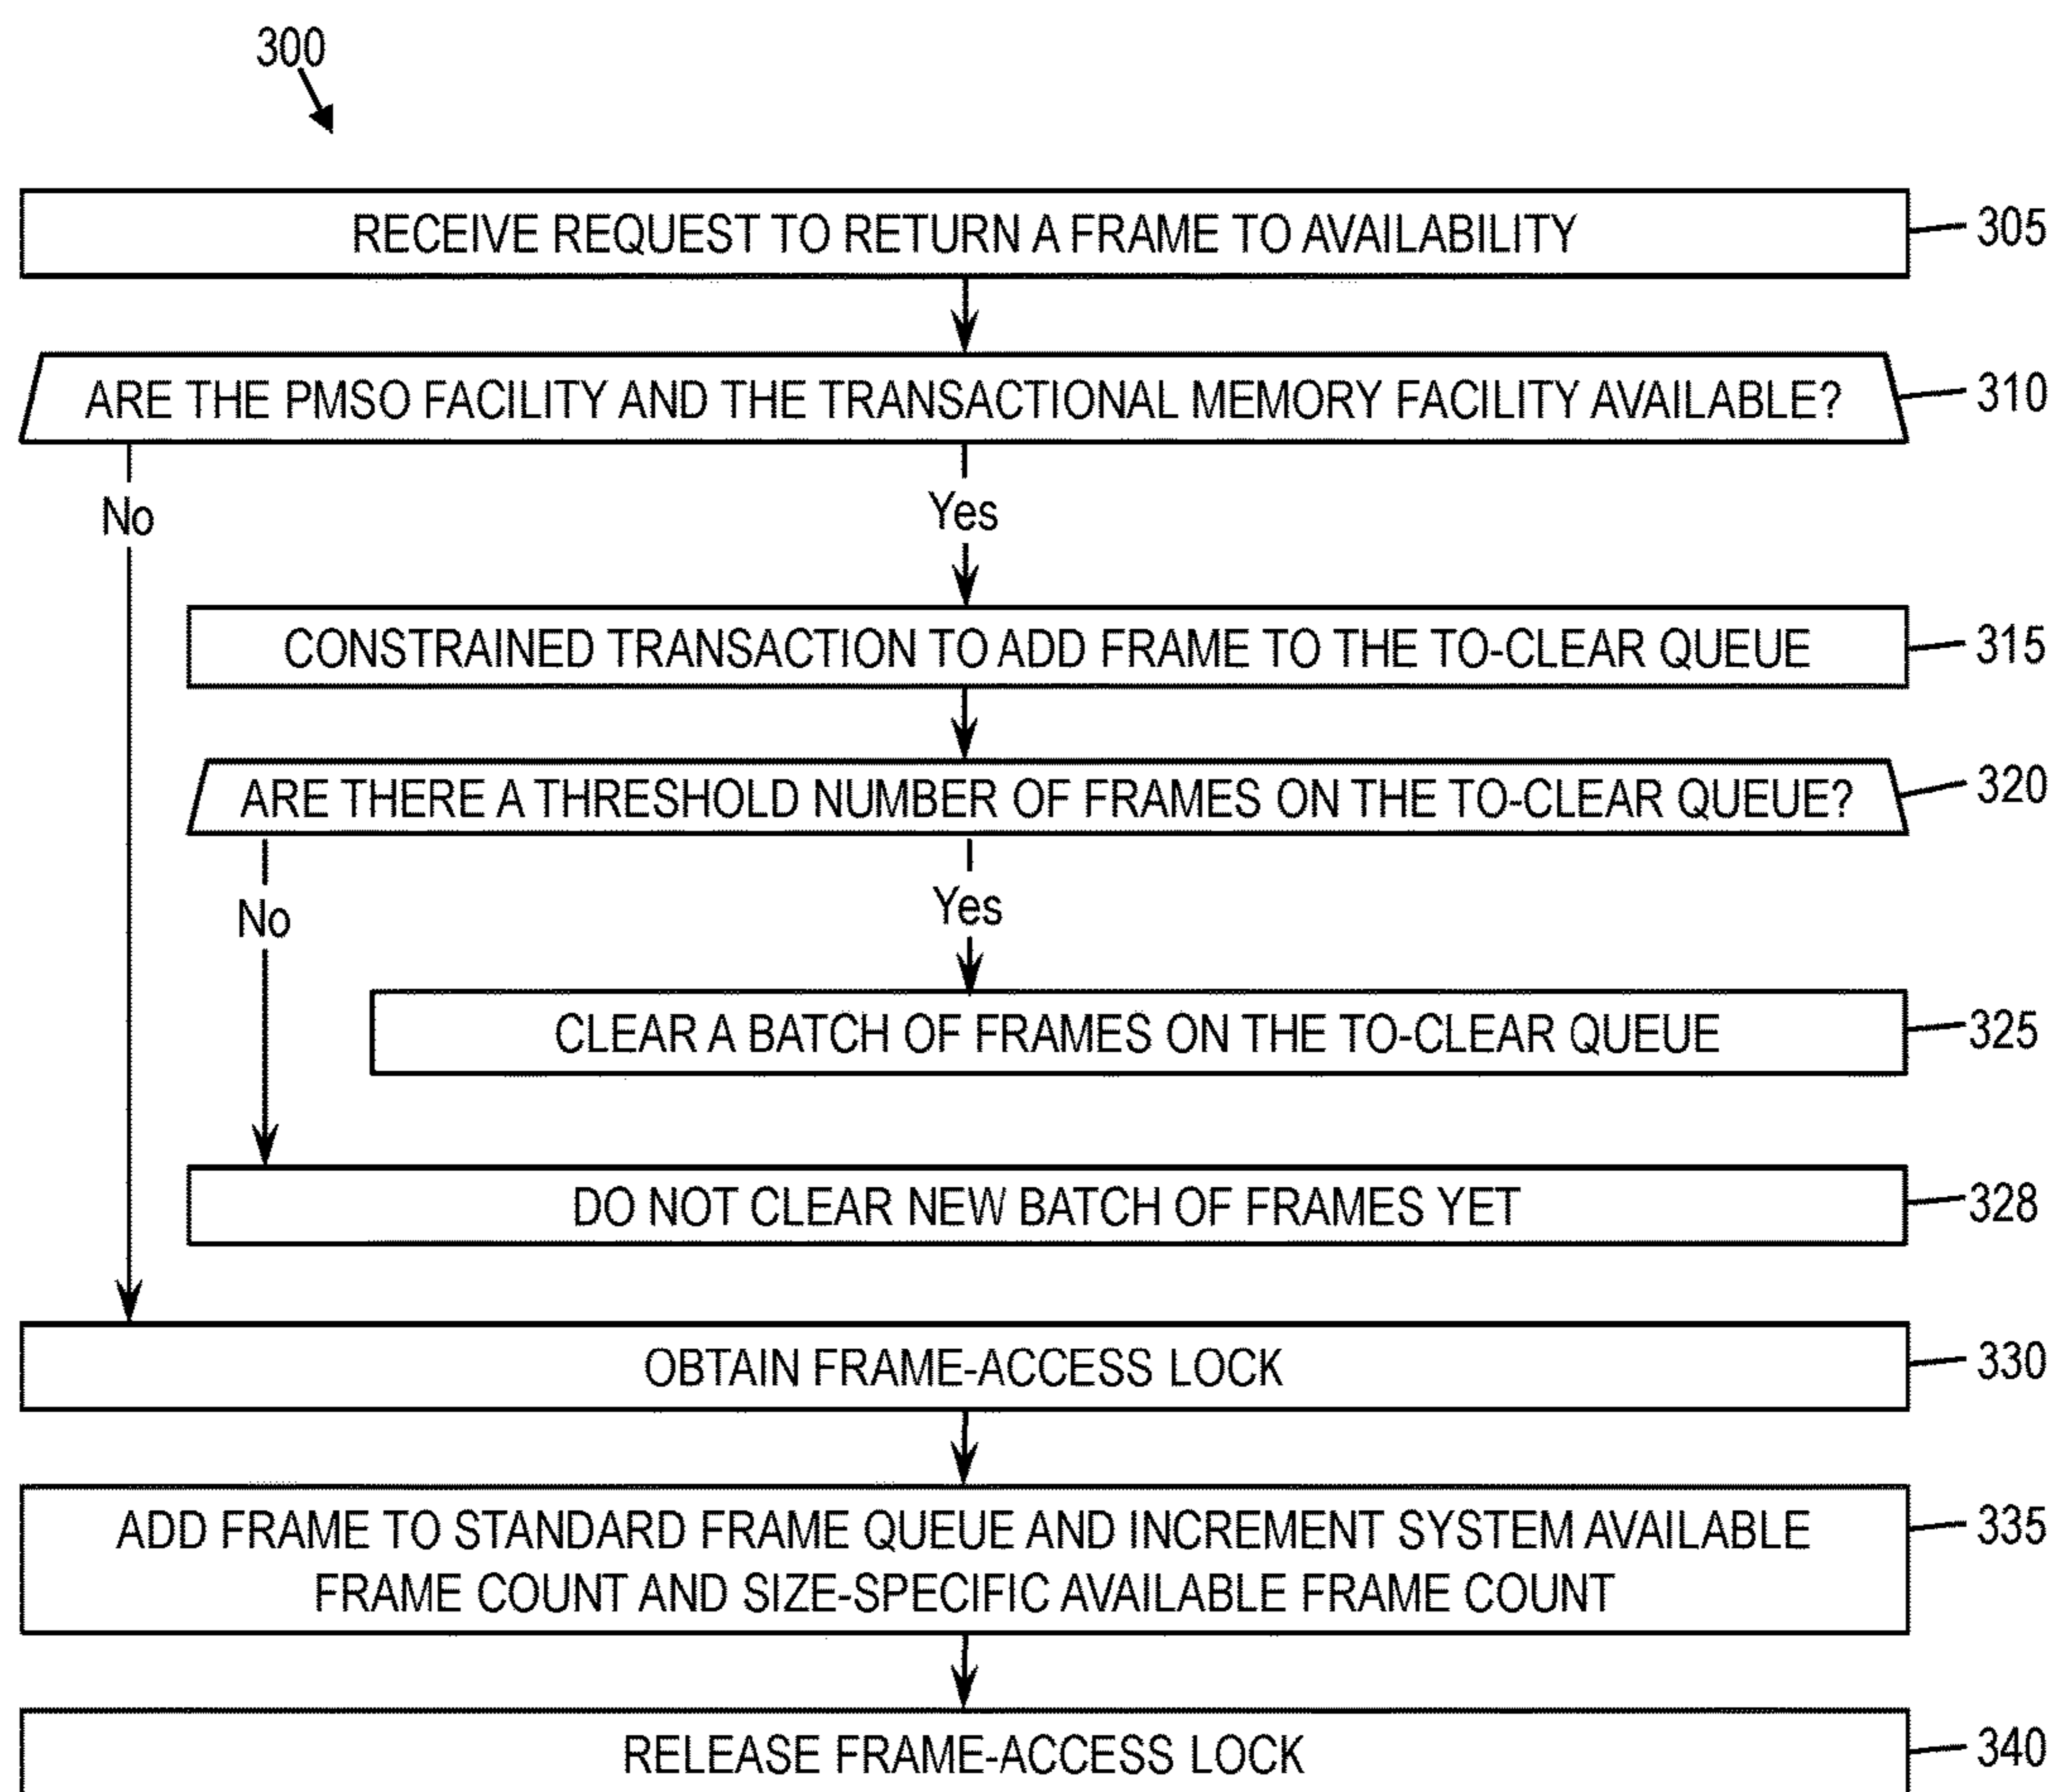 300
RECEIVE REQUEST TO RETURN A FRAME TO AVAILABILITY
305
ARE THE PMSO FACILITY AND THE TRANSACTIONAL MEMORY FACILITY AVAILABLE?
310
No
Yes
CONSTRAINED TRANSACTION TO ADD FRAME TO THE TO-CLEAR QUEUE
315
ARE THERE A THRESHOLD NUMBER OF FRAMES ON THE TO-CLEAR QUEUE?
320
No
Yes
CLEAR A BATCH OF FRAMES ON THE TO-CLEAR QUEUE
325
DO NOT CLEAR NEW BATCH OF FRAMES YET
328
OBTAIN FRAME-ACCESS LOCK
330
ADD FRAME TO STANDARD FRAME QUEUE AND INCREMENT SYSTEM AVAILABLE
FRAME COUNT AND SIZE-SPECIFIC AVAILABLE FRAME COUNT
335
RELEASE FRAME-ACCESS LOCK
340